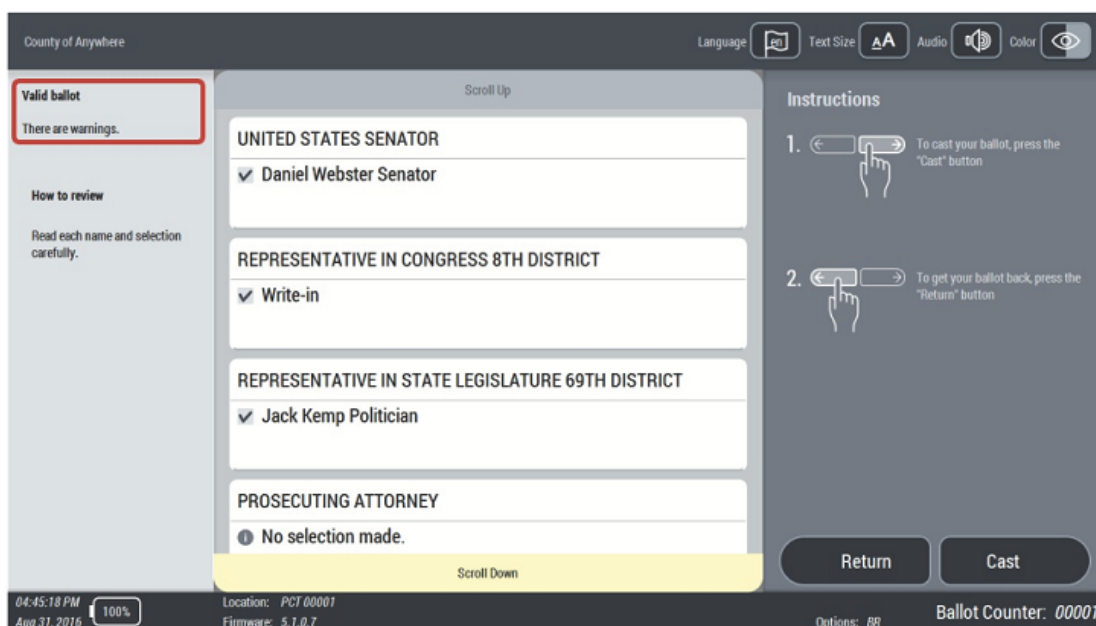 County of Anywhere
Language en Text Size AA Audio Color
Valid ballot
There are warnings.
How to review
Read each name and selection
carefully.
Scroll Up
UNITED STATES SENATOR
Daniel Webster Senator
REPRESENTATIVE IN CONGRESS 8TH DISTRICT
Write-in
REPRESENTATIVE IN STATE LEGISLATURE 69TH DISTRICT
Jack Kemp Politician
PROSECUTING ATTORNEY
No selection made.
Scroll Down
Instructions
1.
To cast your ballot, press the
"Cast" button
2.
To get your ballot back, press the
"Return" button
Return
Cast
04:45:18 PM
Aug 31, 2016
100%
Location: PCT 00001
Firmware: 5.1.0.7
Options: BR
Ballot Counter: 00001